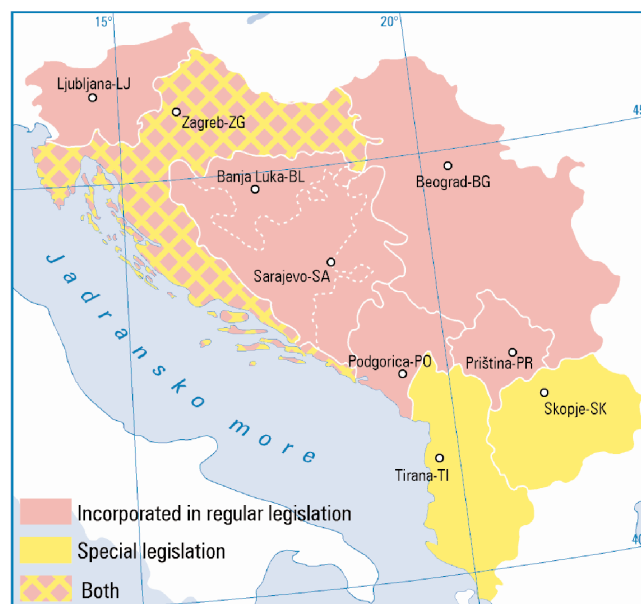 15°
20°
45
Ljubljana-LJ
Zagreb-ZG
Banja Luka-BL
Beograd-BG
Sarajevo-SA
Jadransko more
Podgorica-PO
Priština-PR
Skopje-SK
Tirana-TI
Incorporated in regular legislation
Special legislation
40
Both